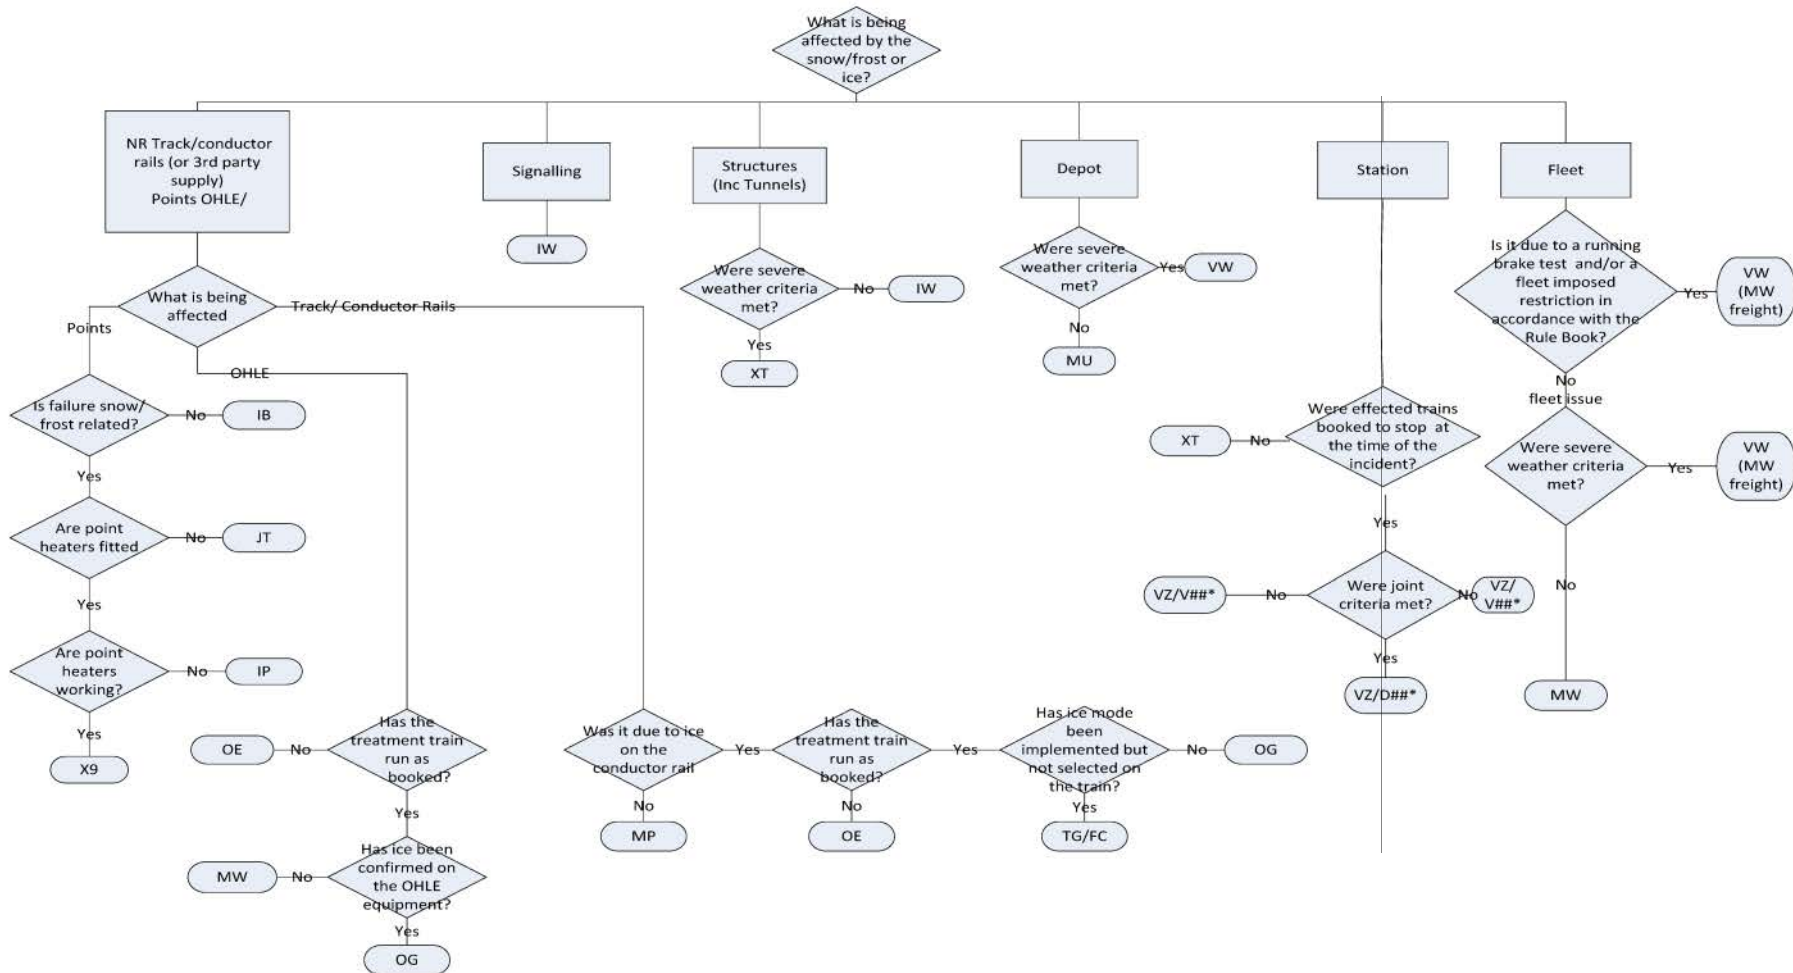 What is being
affected by the
snow/frost or
ice?
NR Track/conductor
rails (or 3rd party
supply)
Points OHLE/
Signalling
IW
Structures
(Inc Tunnels)
Were severe
weather criteria
met?
No
IW
Yes
XT
Depot
Were severe
weather criteria
met?
Yes
VW
No
MU
Station
Were effected trains
booked to stop at
the time of the
incident?
No
XT
Yes
Were joint
criteria met?
No
VZ/V##*
No
VZ/
V##*
Yes
VZ/D##*
Fleet
Is it due to a running
brake test and/or a
fleet imposed
restriction in
accordance with the
Rule Book?
Yes
VW
(MW
freight)
No
fleet issue
Were severe
weather criteria
met?
Yes
VW
(MW
freight)
No
MW
What is being
affected
Points
Track/ Conductor Rails
OHLE
Is failure snow/
frost related?
No
IB
Yes
Are point
heaters fitted
No
JT
Yes
Are point
heaters
working?
No
IP
Yes
X9
Has the
treatment train
run as
booked?
No
OE
Yes
Has ice been
confirmed on
the OHLE
equipment?
No
MW
Yes
OG
Was it due to ice
on the
conductor rail
No
MP
Yes
Has the
treatment train
run as
booked?
No
OE
Yes
Has ice mode
been
implemented but
not selected on
the train?
No
OG
Yes
TG/FC